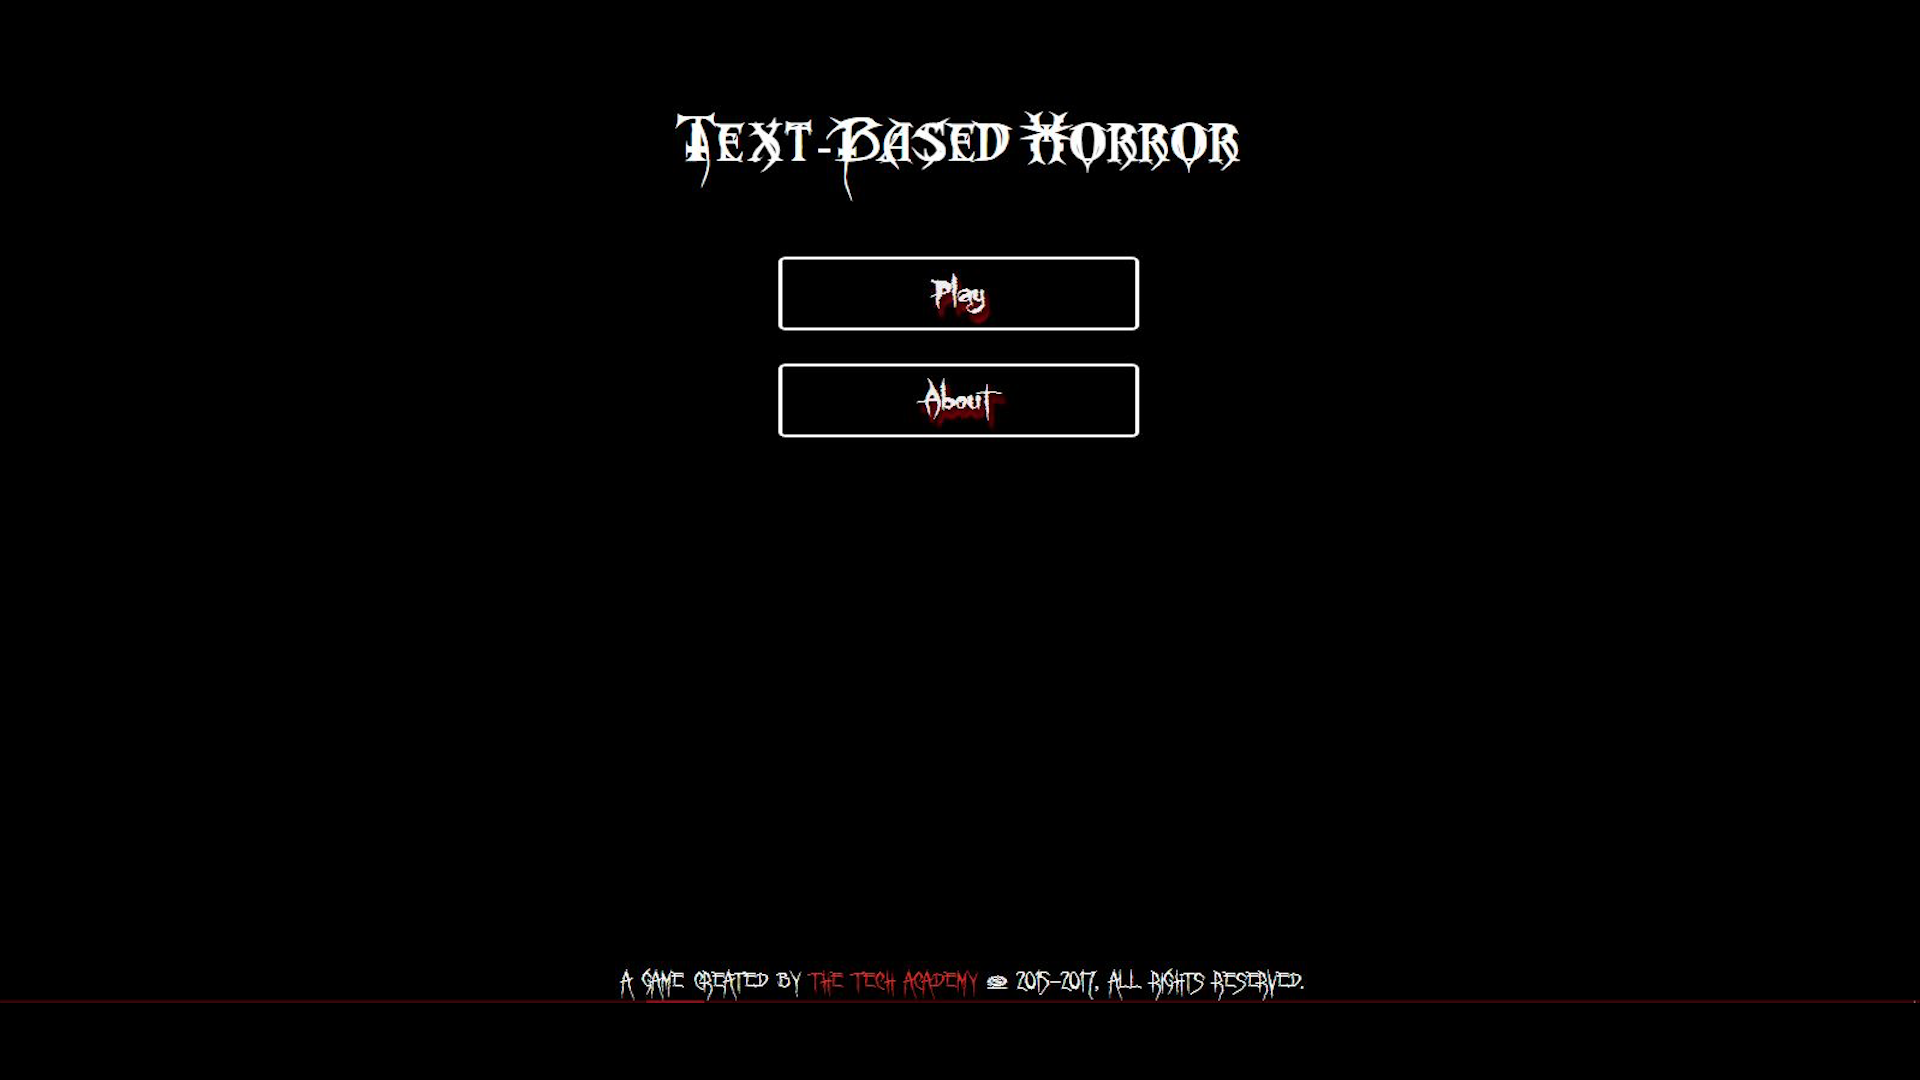 Text-Based Horror
Play
About
A GAME CREATED BY THE TECH ACADEMY © 2015-2017, ALL RIGHTS RESERVED.